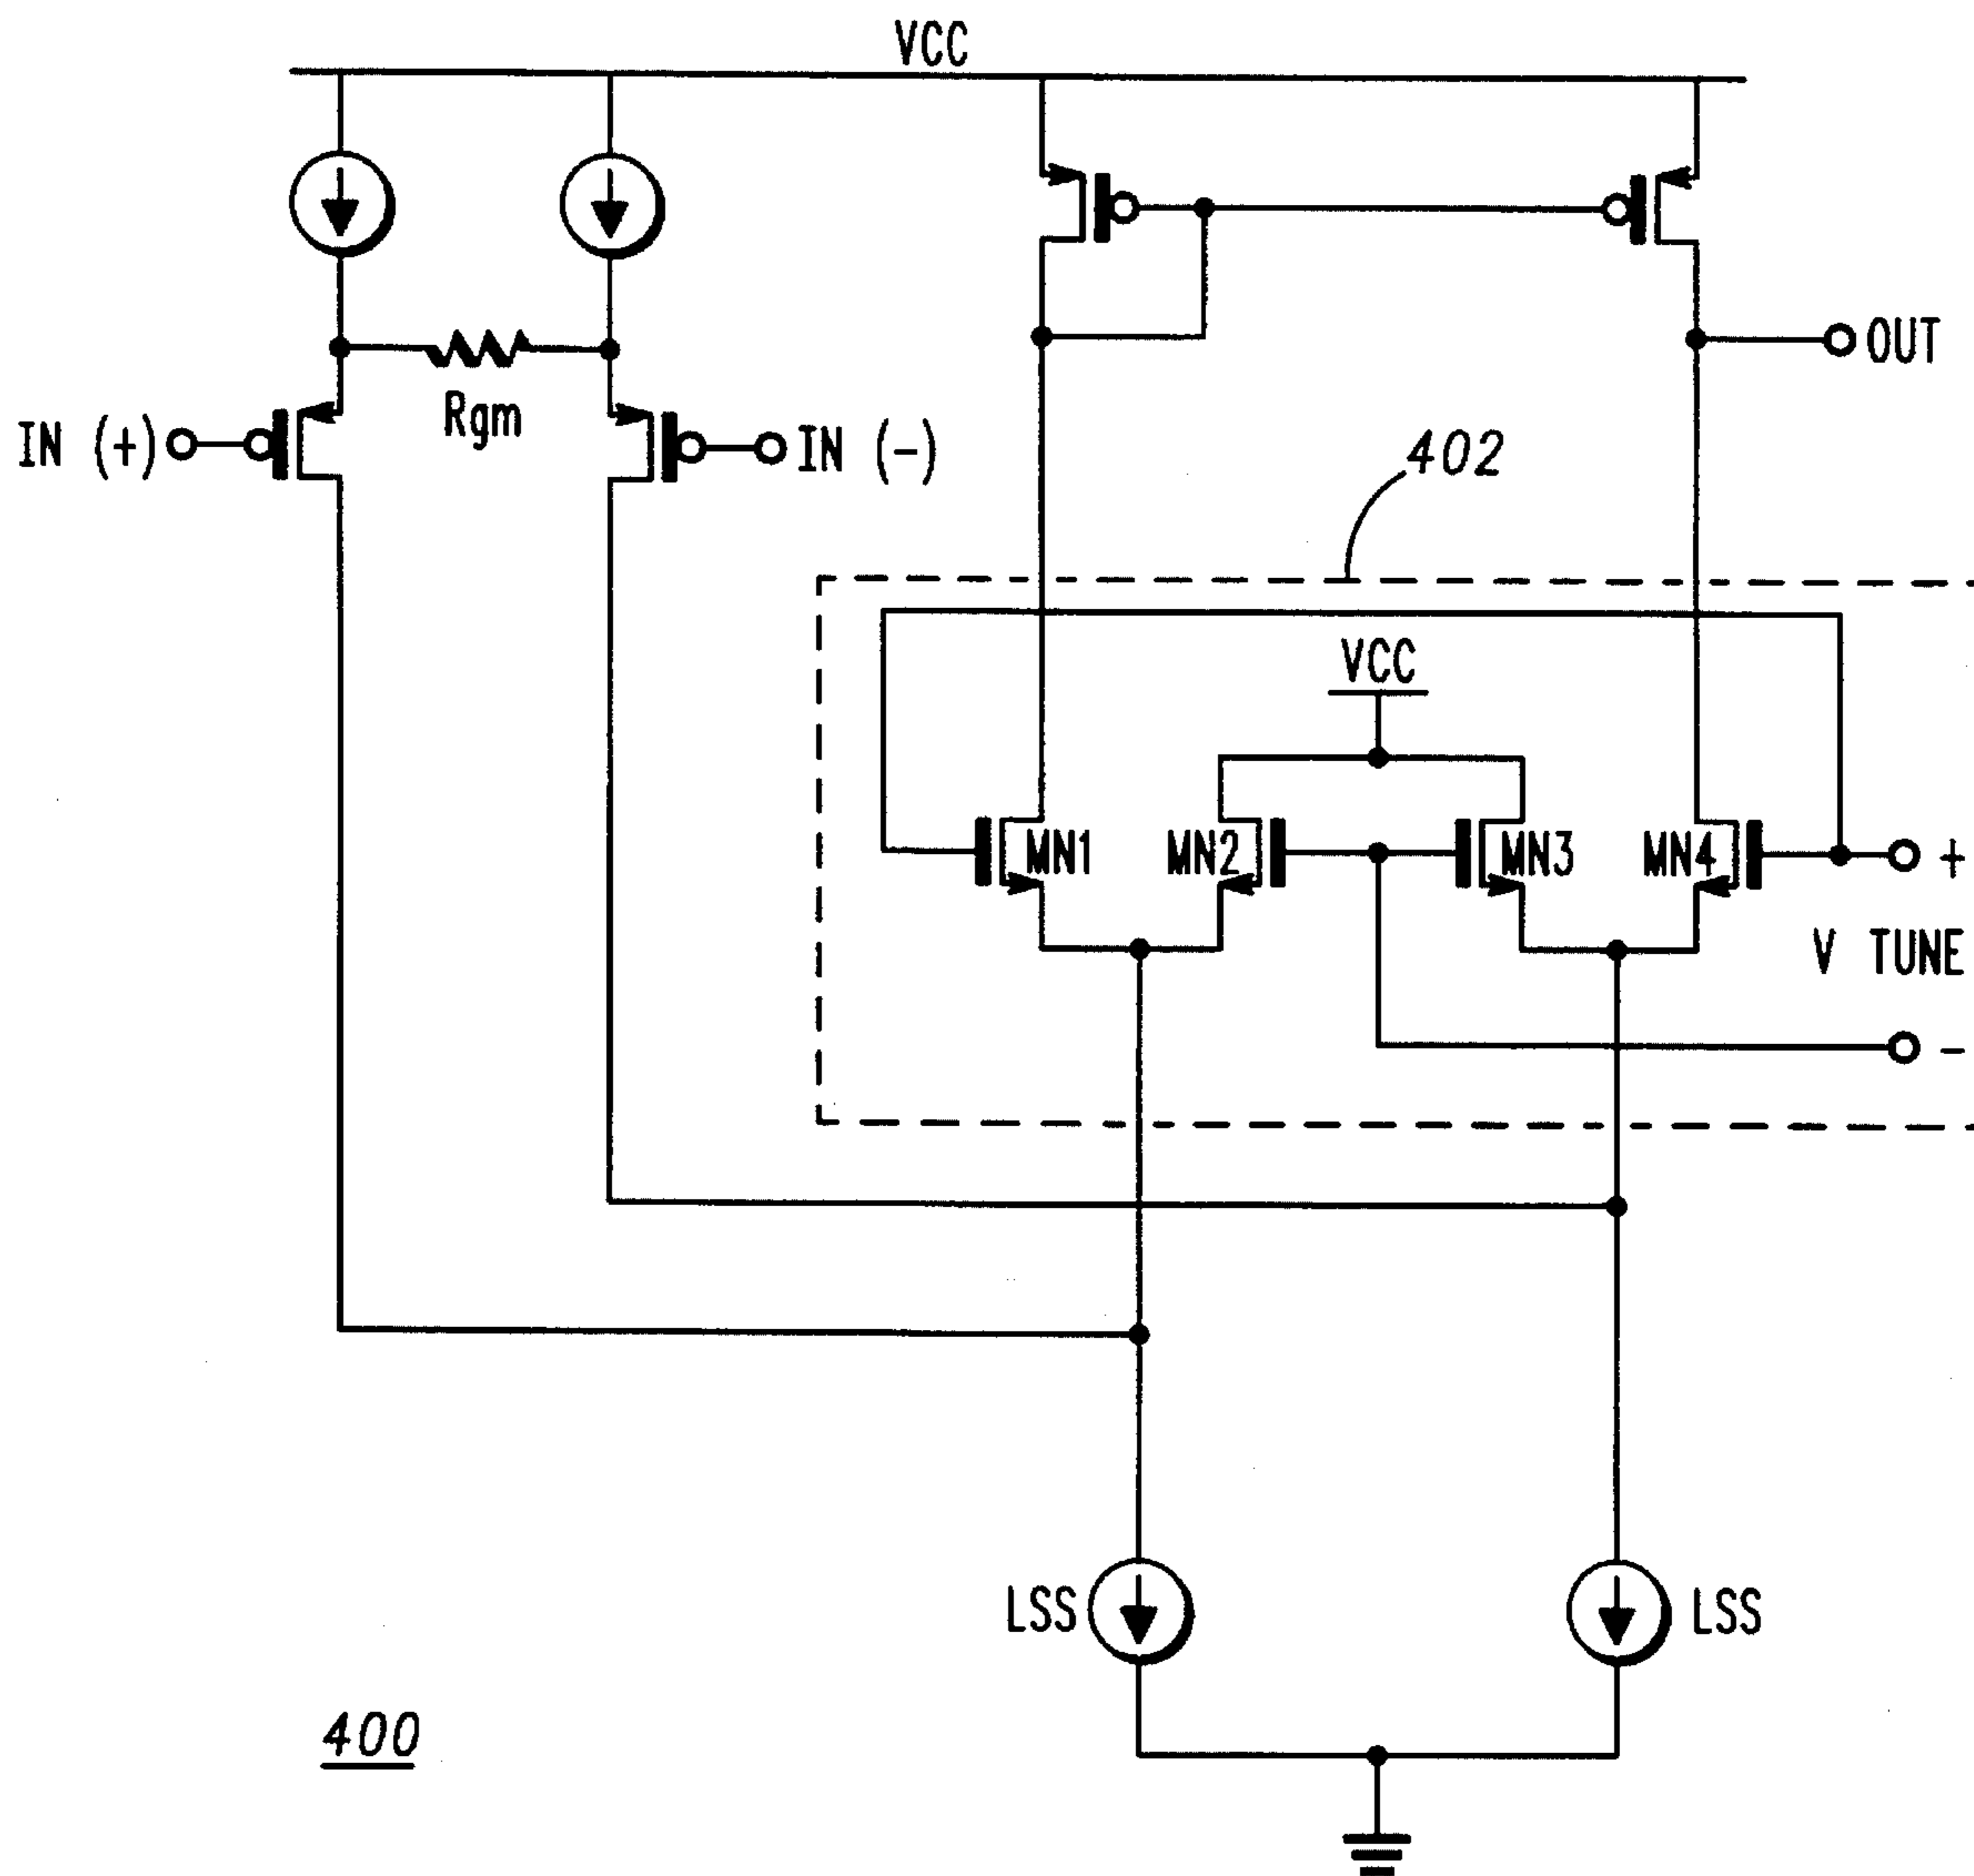 VCC
IN (+)
Rgm
IN (-)
OUT
402
VCC
MN1
MN2
MN3
MN4
+
V TUNE
-
LSS
LSS
400